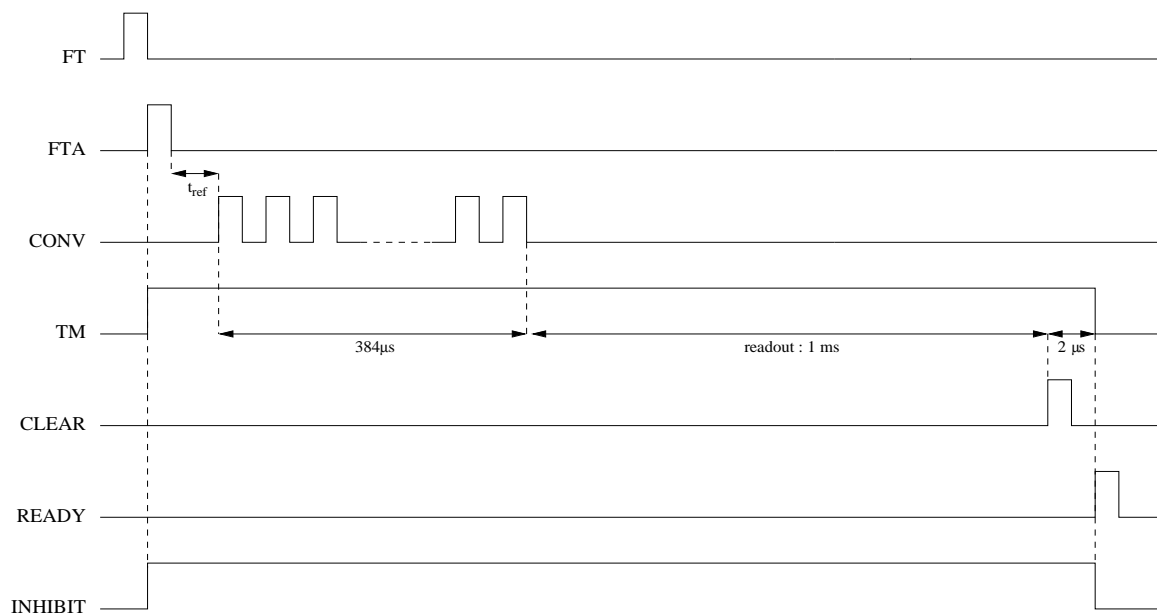 FT
FTA
t_ref
CONV
TM
384μs
readout : 1 ms
2 μs
CLEAR
READY
INHIBIT